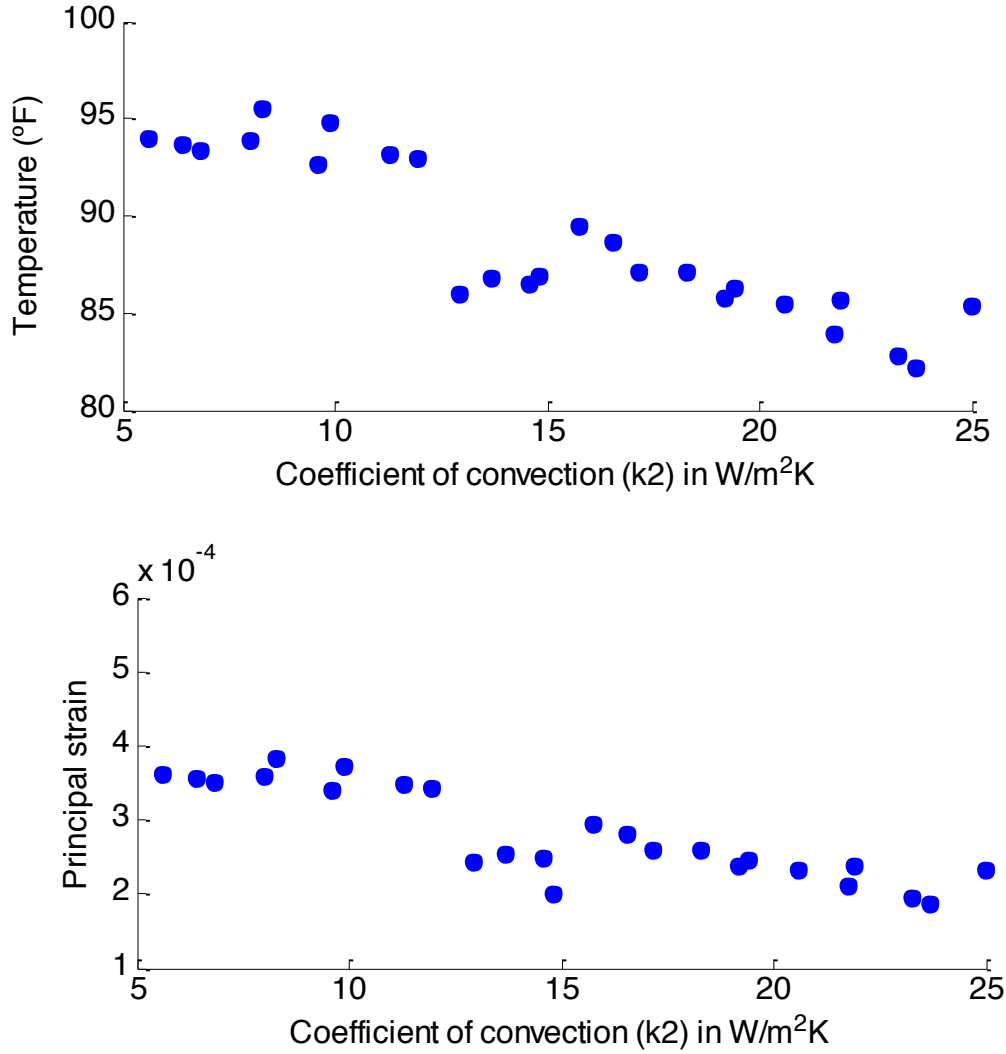 100
95
90
85
80
Temperature (ºF)
5 10 15 20 25
Coefficient of convection (k2) in W/m²K
x 10⁻⁴
6
5
4
3
2
1
Principal strain
5 10 15 20 25
Coefficient of convection (k2) in W/m²K